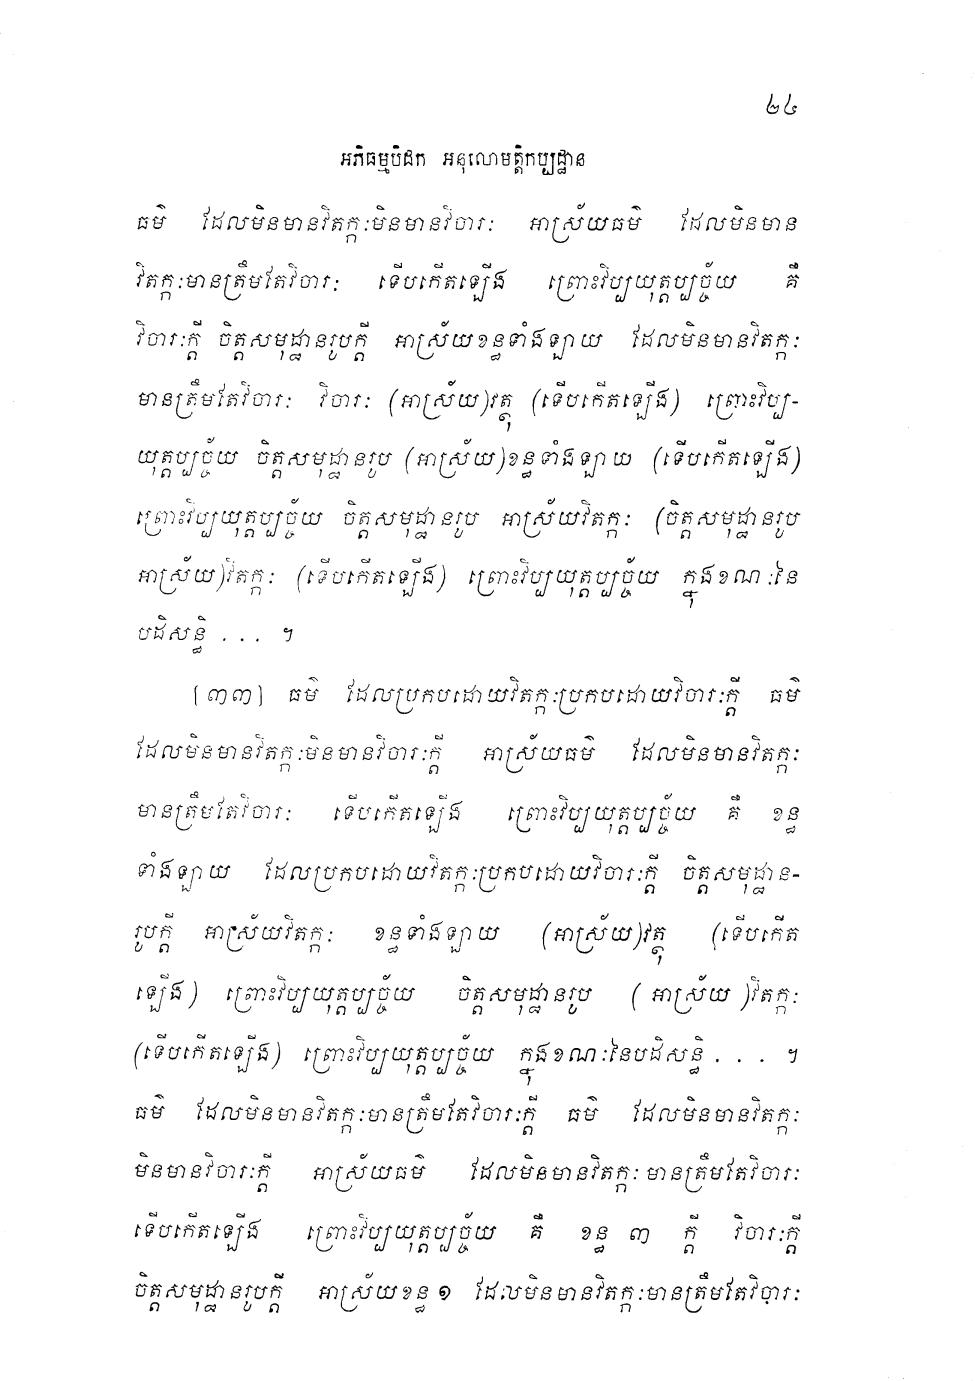 ២៤
អភិធម្មបិដក អនុលោមត្តិកប្បដ្ឋាន
ធម៌ ដែលមិនមានវិតក្កៈមិនមានវិចារៈ អាស្រ័យធម៌ ដែលមិនមាន
វិតក្កៈមានត្រឹមតែវិចារៈ ទើបកើតឡើង ព្រោះវិប្បយុត្តប្បច្ច័យ គឺ
វិចារៈក្តី ចិត្តសមុដ្ឋានរូបក្តី អាស្រ័យខន្ធទាំងឡាយ ដែលមិនមានវិតក្កៈ
មានត្រឹមតែវិចារៈ វិចារៈ (អាស្រ័យ)វត្ថុ (ទើបកើតឡើង) ព្រោះវិប្ប-
យុត្តប្បច្ច័យ ចិត្តសមុដ្ឋានរូប (អាស្រ័យ)ខន្ធទាំងឡាយ (ទើបកើតឡើង)
ព្រោះវិប្បយុត្តប្បច្ច័យ ចិត្តសមុដ្ឋានរូប អាស្រ័យវិតក្កៈ (ចិត្តសមុដ្ឋានរូប
អាស្រ័យ)វិតក្កៈ (ទើបកើតឡើង) ព្រោះវិប្បយុត្តប្បច្ច័យ ក្នុងខណៈនៃ
បដិសន្ធិ . . . ។
[៣៣] ធម៌ ដែលប្រកបដោយវិតក្កៈប្រកបដោយវិចារៈក្តី ធម៌
ដែលមិនមានវិតក្កៈមិនមានវិចារៈក្តី អាស្រ័យធម៌ ដែលមិនមានវិតក្កៈ
មានត្រឹមតែវិចារៈ ទើបកើតឡើង ព្រោះវិប្បយុត្តប្បច្ច័យ គឺ ខន្ធ
ទាំងឡាយ ដែលប្រកបដោយវិតក្កៈប្រកបដោយវិចារៈក្តី ចិត្តសមុដ្ឋាន-
រូបក្តី អាស្រ័យវិតក្កៈ ខន្ធទាំងឡាយ (អាស្រ័យ)វត្ថុ (ទើបកើត
ឡើង) ព្រោះវិប្បយុត្តប្បច្ច័យ ចិត្តសមុដ្ឋានរូប (អាស្រ័យ)វិតក្កៈ
(ទើបកើតឡើង) ព្រោះវិប្បយុត្តប្បច្ច័យ ក្នុងខណៈនៃបដិសន្ធិ . . . ។
ធម៌ ដែលមិនមានវិតក្កៈមានត្រឹមតែវិចារៈក្តី ធម៌ ដែលមិនមានវិតក្កៈ
មិនមានវិចារៈក្តី អាស្រ័យធម៌ ដែលមិនមានវិតក្កៈ មានត្រឹមតែវិចារៈ
ទើបកើតឡើង ព្រោះវិប្បយុត្តប្បច្ច័យ គឺ ខន្ធ ៣ ក្តី វិចារៈក្តី
ចិត្តសមុដ្ឋានរូបក្តី អាស្រ័យខន្ធ ១ ដែលមិនមានវិតក្កៈមានត្រឹមតែវិចារៈ